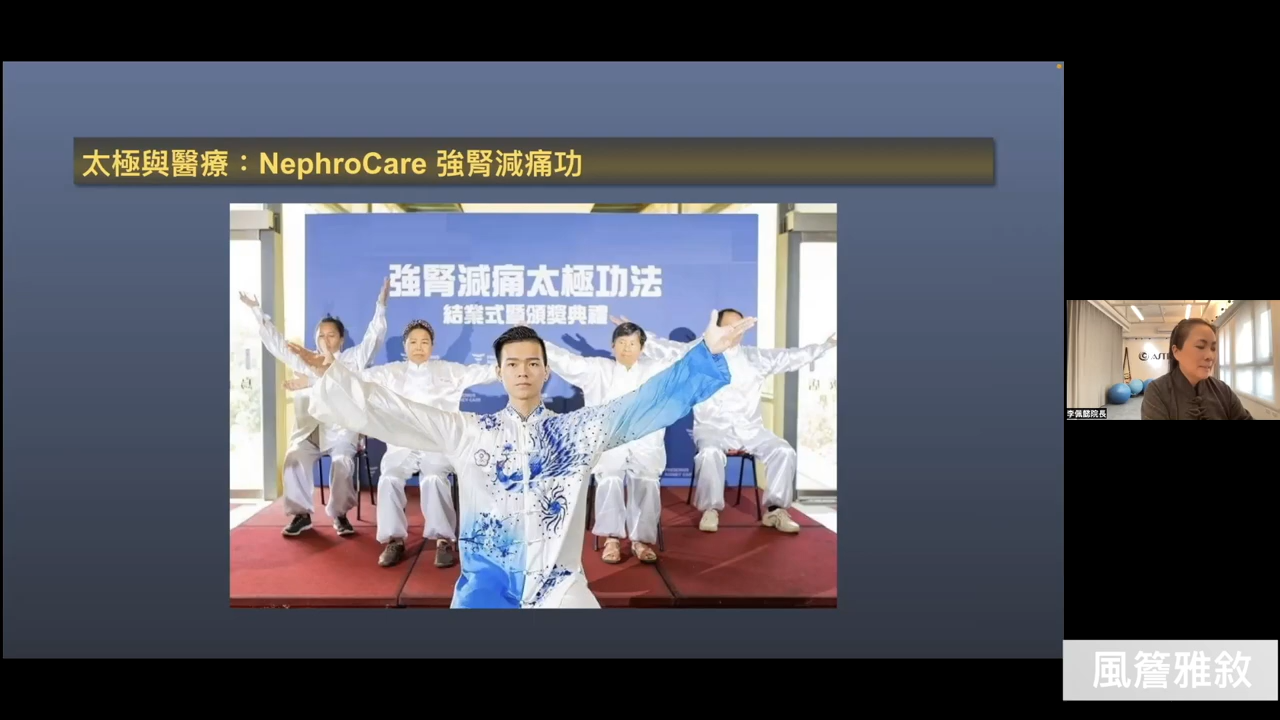 太極與醫療：NephroCare 強腎減痛功
強腎減痛太極功法
結業式暨頒獎典禮
李佩懿院長
風簷雅敘